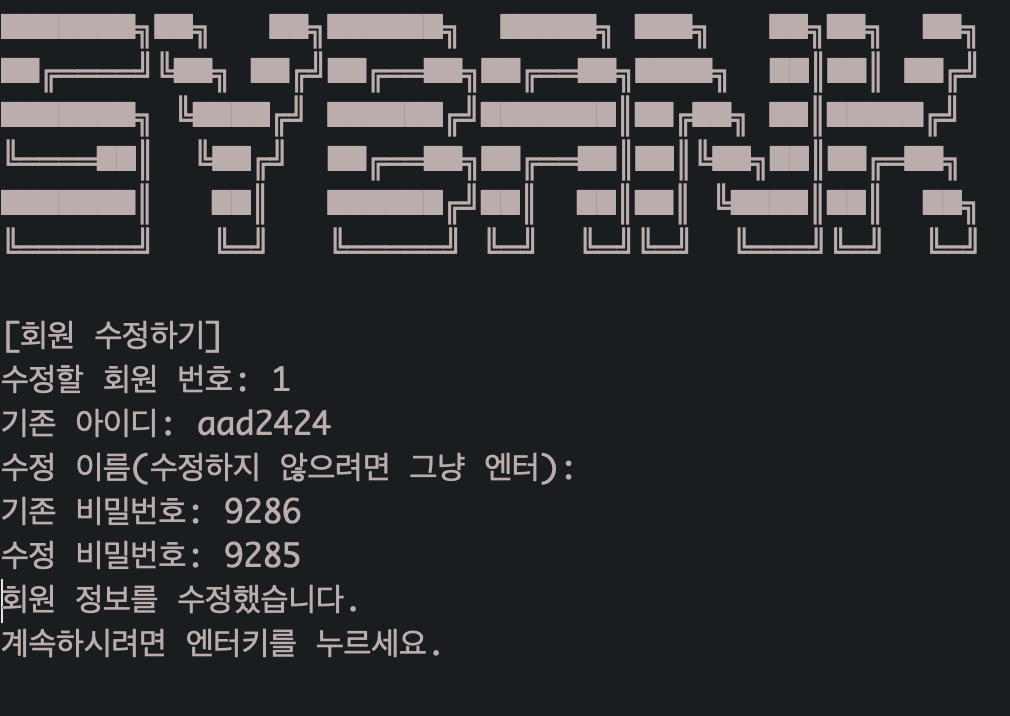 SYBANK
[회원 수정하기]
수정할 회원 번호: 1
기존 아이디: aad2424
수정 이름(수정하지 않으려면 그냥 엔터):
기존 비밀번호: 9286
수정 비밀번호: 9285
회원 정보를 수정했습니다.
계속하시려면 엔터키를 누르세요.